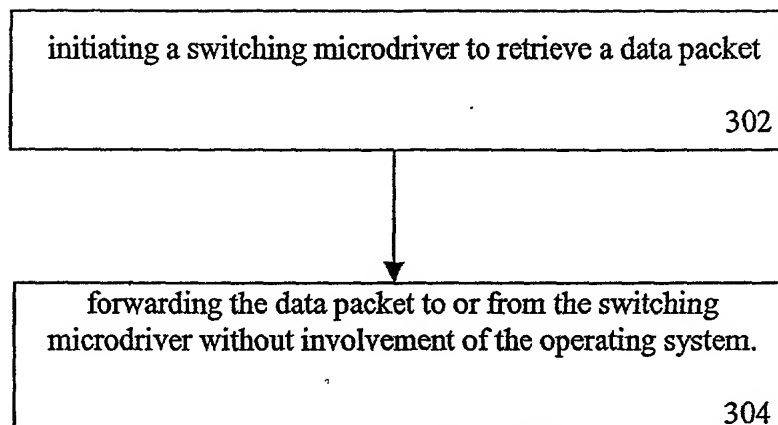 initiating a switching microdriver to retrieve a data packet
302
forwarding the data packet to or from the switching
microdriver without involvement of the operating system.
304